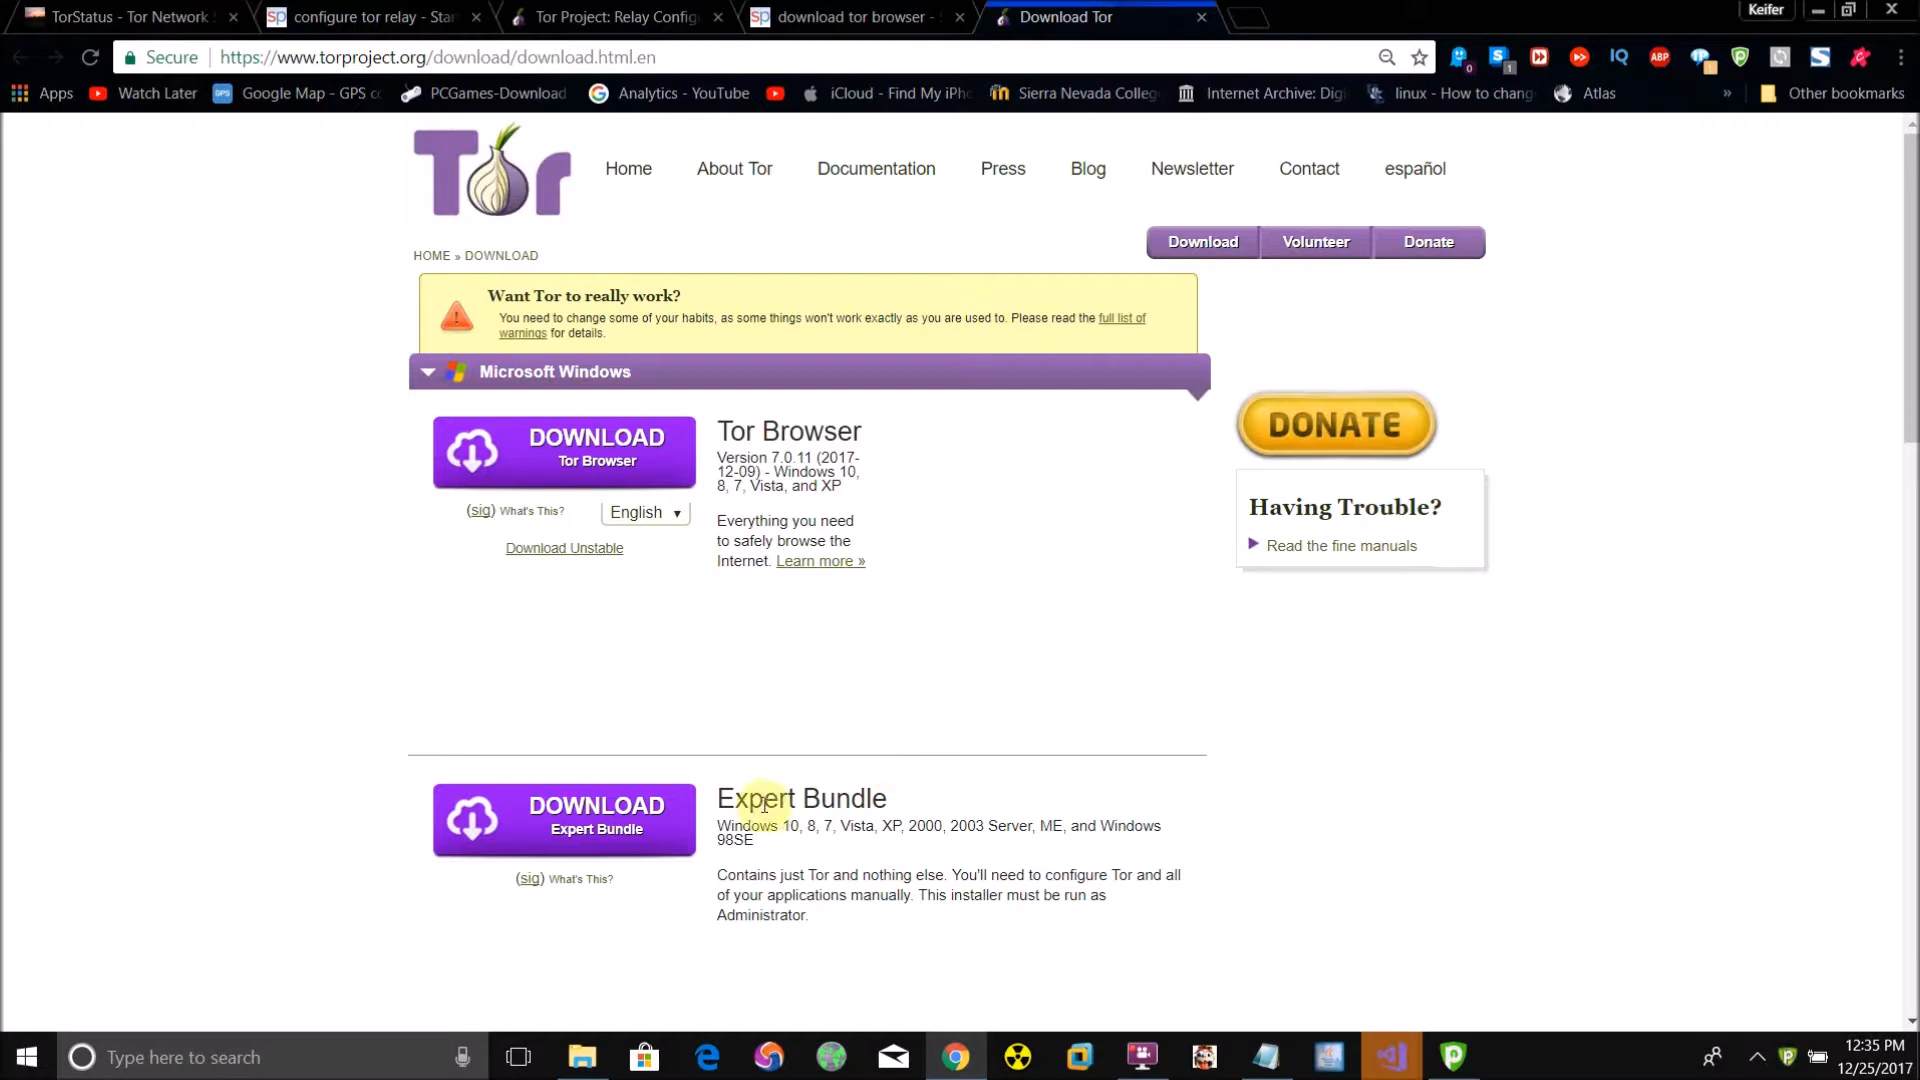 TorStatus - Tor Network
configure tor relay - Star
Tor Project: Relay Config
download tor browser -
Download Tor
Keifer
Secure
https://www.torproject.org/download/download.html.en
0
1
IQ
ABP
Apps
Watch Later
Google Map - GPS co
PCGames-Download
Analytics - YouTube
iCloud - Find My iPho
Sierra Nevada Colleg
Internet Archive: Digi
linux - How to chang
Atlas
»
Other bookmarks
Tor
Home
About Tor
Documentation
Press
Blog
Newsletter
Contact
español
Download
Volunteer
Donate
HOME » DOWNLOAD
Want Tor to really work?
You need to change some of your habits, as some things won't work exactly as you are used to. Please read the full list of
warnings for details.
Microsoft Windows
DOWNLOAD
Tor Browser
(sig) What's This?
English
Download Unstable
Tor Browser
Version 7.0.11 (2017-
12-09) - Windows 10,
8, 7, Vista, and XP
Everything you need
to safely browse the
Internet. Learn more »
DONATE
Having Trouble?
Read the fine manuals
DOWNLOAD
Expert Bundle
(sig) What's This?
Expert Bundle
Windows 10, 8, 7, Vista, XP, 2000, 2003 Server, ME, and Windows
98SE
Contains just Tor and nothing else. You'll need to configure Tor and all
of your applications manually. This installer must be run as
Administrator.
Type here to search
12:35 PM
12/25/2017